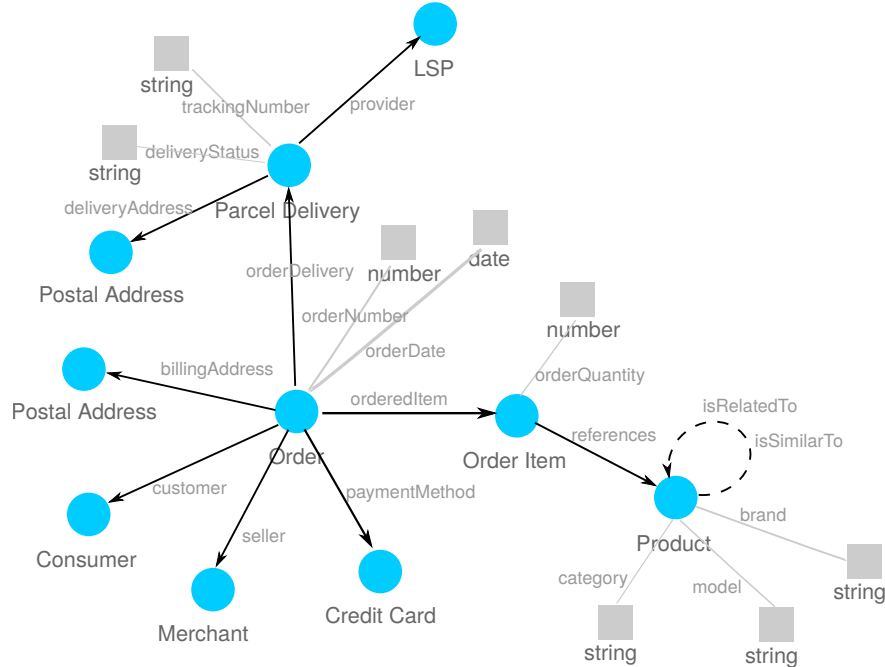 LSP
string
trackingNumber
provider
deliveryStatus
string
deliveryAddress
Parcel Delivery
Postal Address
orderDelivery
number
date
orderNumber
orderDate
number
billingAddress
orderQuantity
Postal Address
orderedItem
isRelatedTo
Order
Order Item
references
isSimilarTo
customer
paymentMethod
seller
brand
Product
Consumer
category
model
string
Merchant
Credit Card
string
string